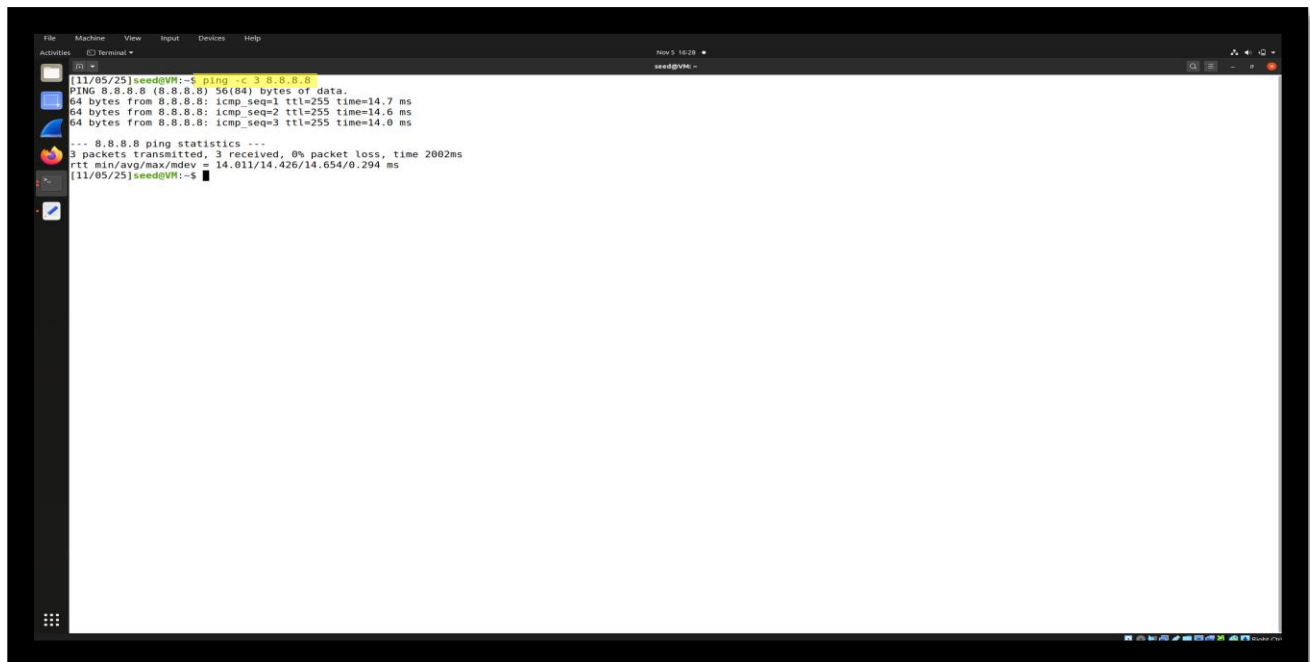 File Machine View Input Devices Help
Activities Terminal Nov 5 16:28
seed@VM: ~
[11/05/25]seed@VM:~$ ping -c 3 8.8.8.8
PING 8.8.8.8 (8.8.8.8) 56(84) bytes of data.
64 bytes from 8.8.8.8: icmp_seq=1 ttl=255 time=14.7 ms
64 bytes from 8.8.8.8: icmp_seq=2 ttl=255 time=14.6 ms
64 bytes from 8.8.8.8: icmp_seq=3 ttl=255 time=14.0 ms
--- 8.8.8.8 ping statistics ---
3 packets transmitted, 3 received, 0% packet loss, time 2002ms
rtt min/avg/max/mdev = 14.011/14.426/14.654/0.294 ms
[11/05/25]seed@VM:~$
Right Ctrl